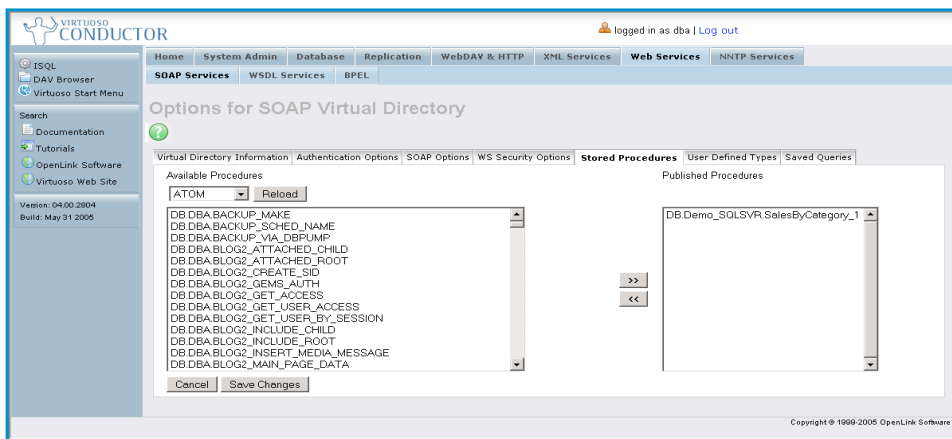 VIRTUOSO
CONDUCTOR
logged in as dba | Log out
ISQL
DAV Browser
Virtuoso Start Menu
Search
Documentation
Tutorials
OpenLink Software
Virtuoso Web Site
Version: 04.00.2804
Build: May 31 2005
Home System Admin Database Replication WebDAV & HTTP XML Services Web Services NNTP Services
SOAP Services WSDL Services BPEL
Options for SOAP Virtual Directory
?
Virtual Directory Information Authentication Options SOAP Options WS Security Options Stored Procedures User Defined Types Saved Queries
Available Procedures
ATOM Reload
DB.DBA.BACKUP_MAKE
DB.DBA.BACKUP_SCHED_NAME
DB.DBA.BACKUP_VIA_DBPUMP
DB.DBA.BLOG2_ATTACHED_CHILD
DB.DBA.BLOG2_ATTACHED_ROOT
DB.DBA.BLOG2_CREATE_SID
DB.DBA.BLOG2_GEMS_AUTH
DB.DBA.BLOG2_GET_ACCESS
DB.DBA.BLOG2_GET_USER_ACCESS
DB.DBA.BLOG2_GET_USER_BY_SESSION
DB.DBA.BLOG2_INCLUDE_CHILD
DB.DBA.BLOG2_INCLUDE_ROOT
DB.DBA.BLOG2_INSERT_MEDIA_MESSAGE
DB.DBA.BLOG2_MAIN_PAGE_DATA
>>
<<
Published Procedures
DB.Demo_SQLSVR.SalesByCategory_1
Cancel Save Changes
Copyright © 1999-2005 OpenLink Software